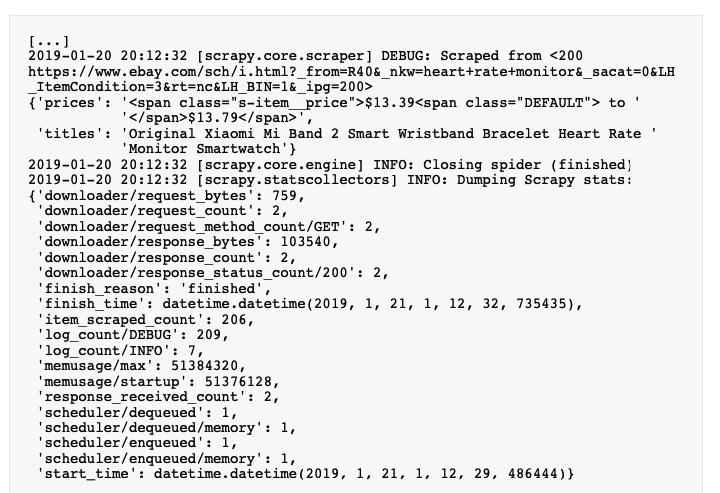 [...]
2019-01-20 20:12:32 [scrapy.core.scraper] DEBUG: Scraped from <200
https://www.ebay.com/sch/i.html?_from=R40&_nkw=heart+rate+monitor&_sacat=0&LH
_ItemCondition=3&rt=nc&LH_BIN=1&_ipg=200>
{'prices': '<span class="s-item__price">$13.39<span class="DEFAULT"> to '
'</span>$13.79</span>',
'titles': 'Original Xiaomi Mi Band 2 Smart Wristband Bracelet Heart Rate '
'Monitor Smartwatch'}
2019-01-20 20:12:32 [scrapy.core.engine] INFO: Closing spider (finished)
2019-01-20 20:12:32 [scrapy.statscollectors] INFO: Dumping Scrapy stats:
{'downloader/request_bytes': 759,
'downloader/request_count': 2,
'downloader/request_method_count/GET': 2,
'downloader/response_bytes': 103540,
'downloader/response_count': 2,
'downloader/response_status_count/200': 2,
'finish_reason': 'finished',
'finish_time': datetime.datetime(2019, 1, 21, 1, 12, 32, 735435),
'item_scraped_count': 206,
'log_count/DEBUG': 209,
'log_count/INFO': 7,
'memusage/max': 51384320,
'memusage/startup': 51376128,
'response_received_count': 2,
'scheduler/dequeued': 1,
'scheduler/dequeued/memory': 1,
'scheduler/enqueued': 1,
'scheduler/enqueued/memory': 1,
'start_time': datetime.datetime(2019, 1, 21, 1, 12, 29, 486444)}